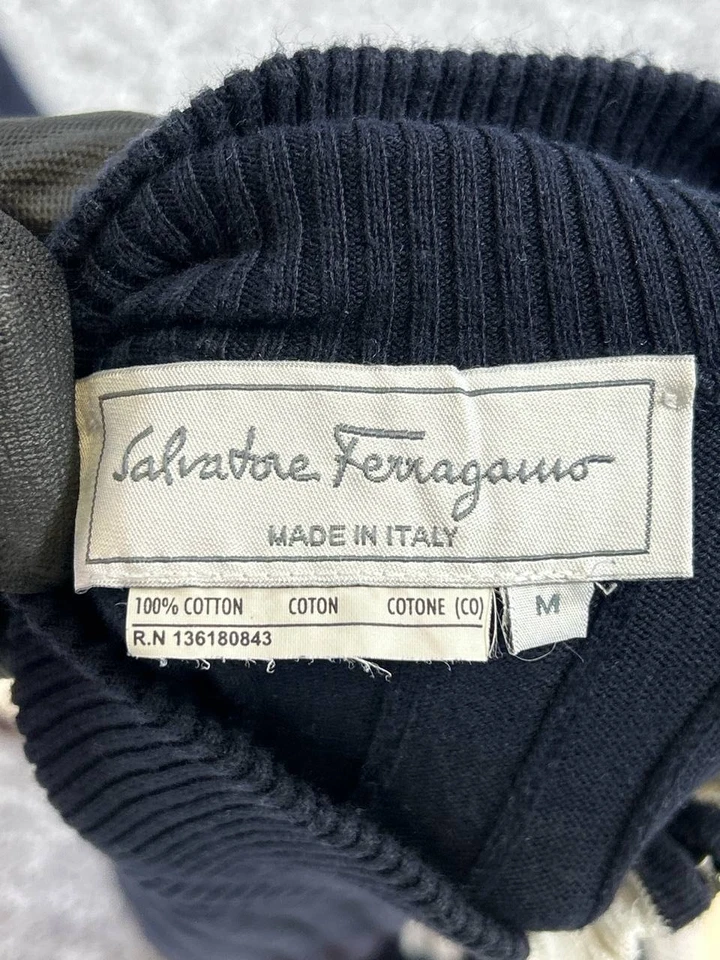 Salvatore Ferragamo
MADE IN ITALY
100% COTTON COTON COTONE (CO)
R.N 136180843
M